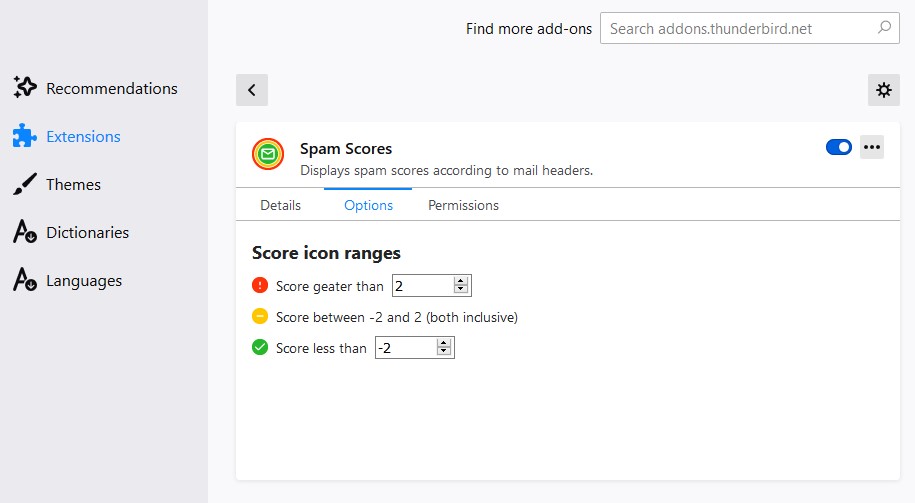 Find more add-ons
Search addons.thunderbird.net
Recommendations
Extensions
Themes
Dictionaries
Languages
Spam Scores
Displays spam scores according to mail headers.
Details
Options
Permissions
Score icon ranges
Score geater than 2
Score between -2 and 2 (both inclusive)
Score less than -2